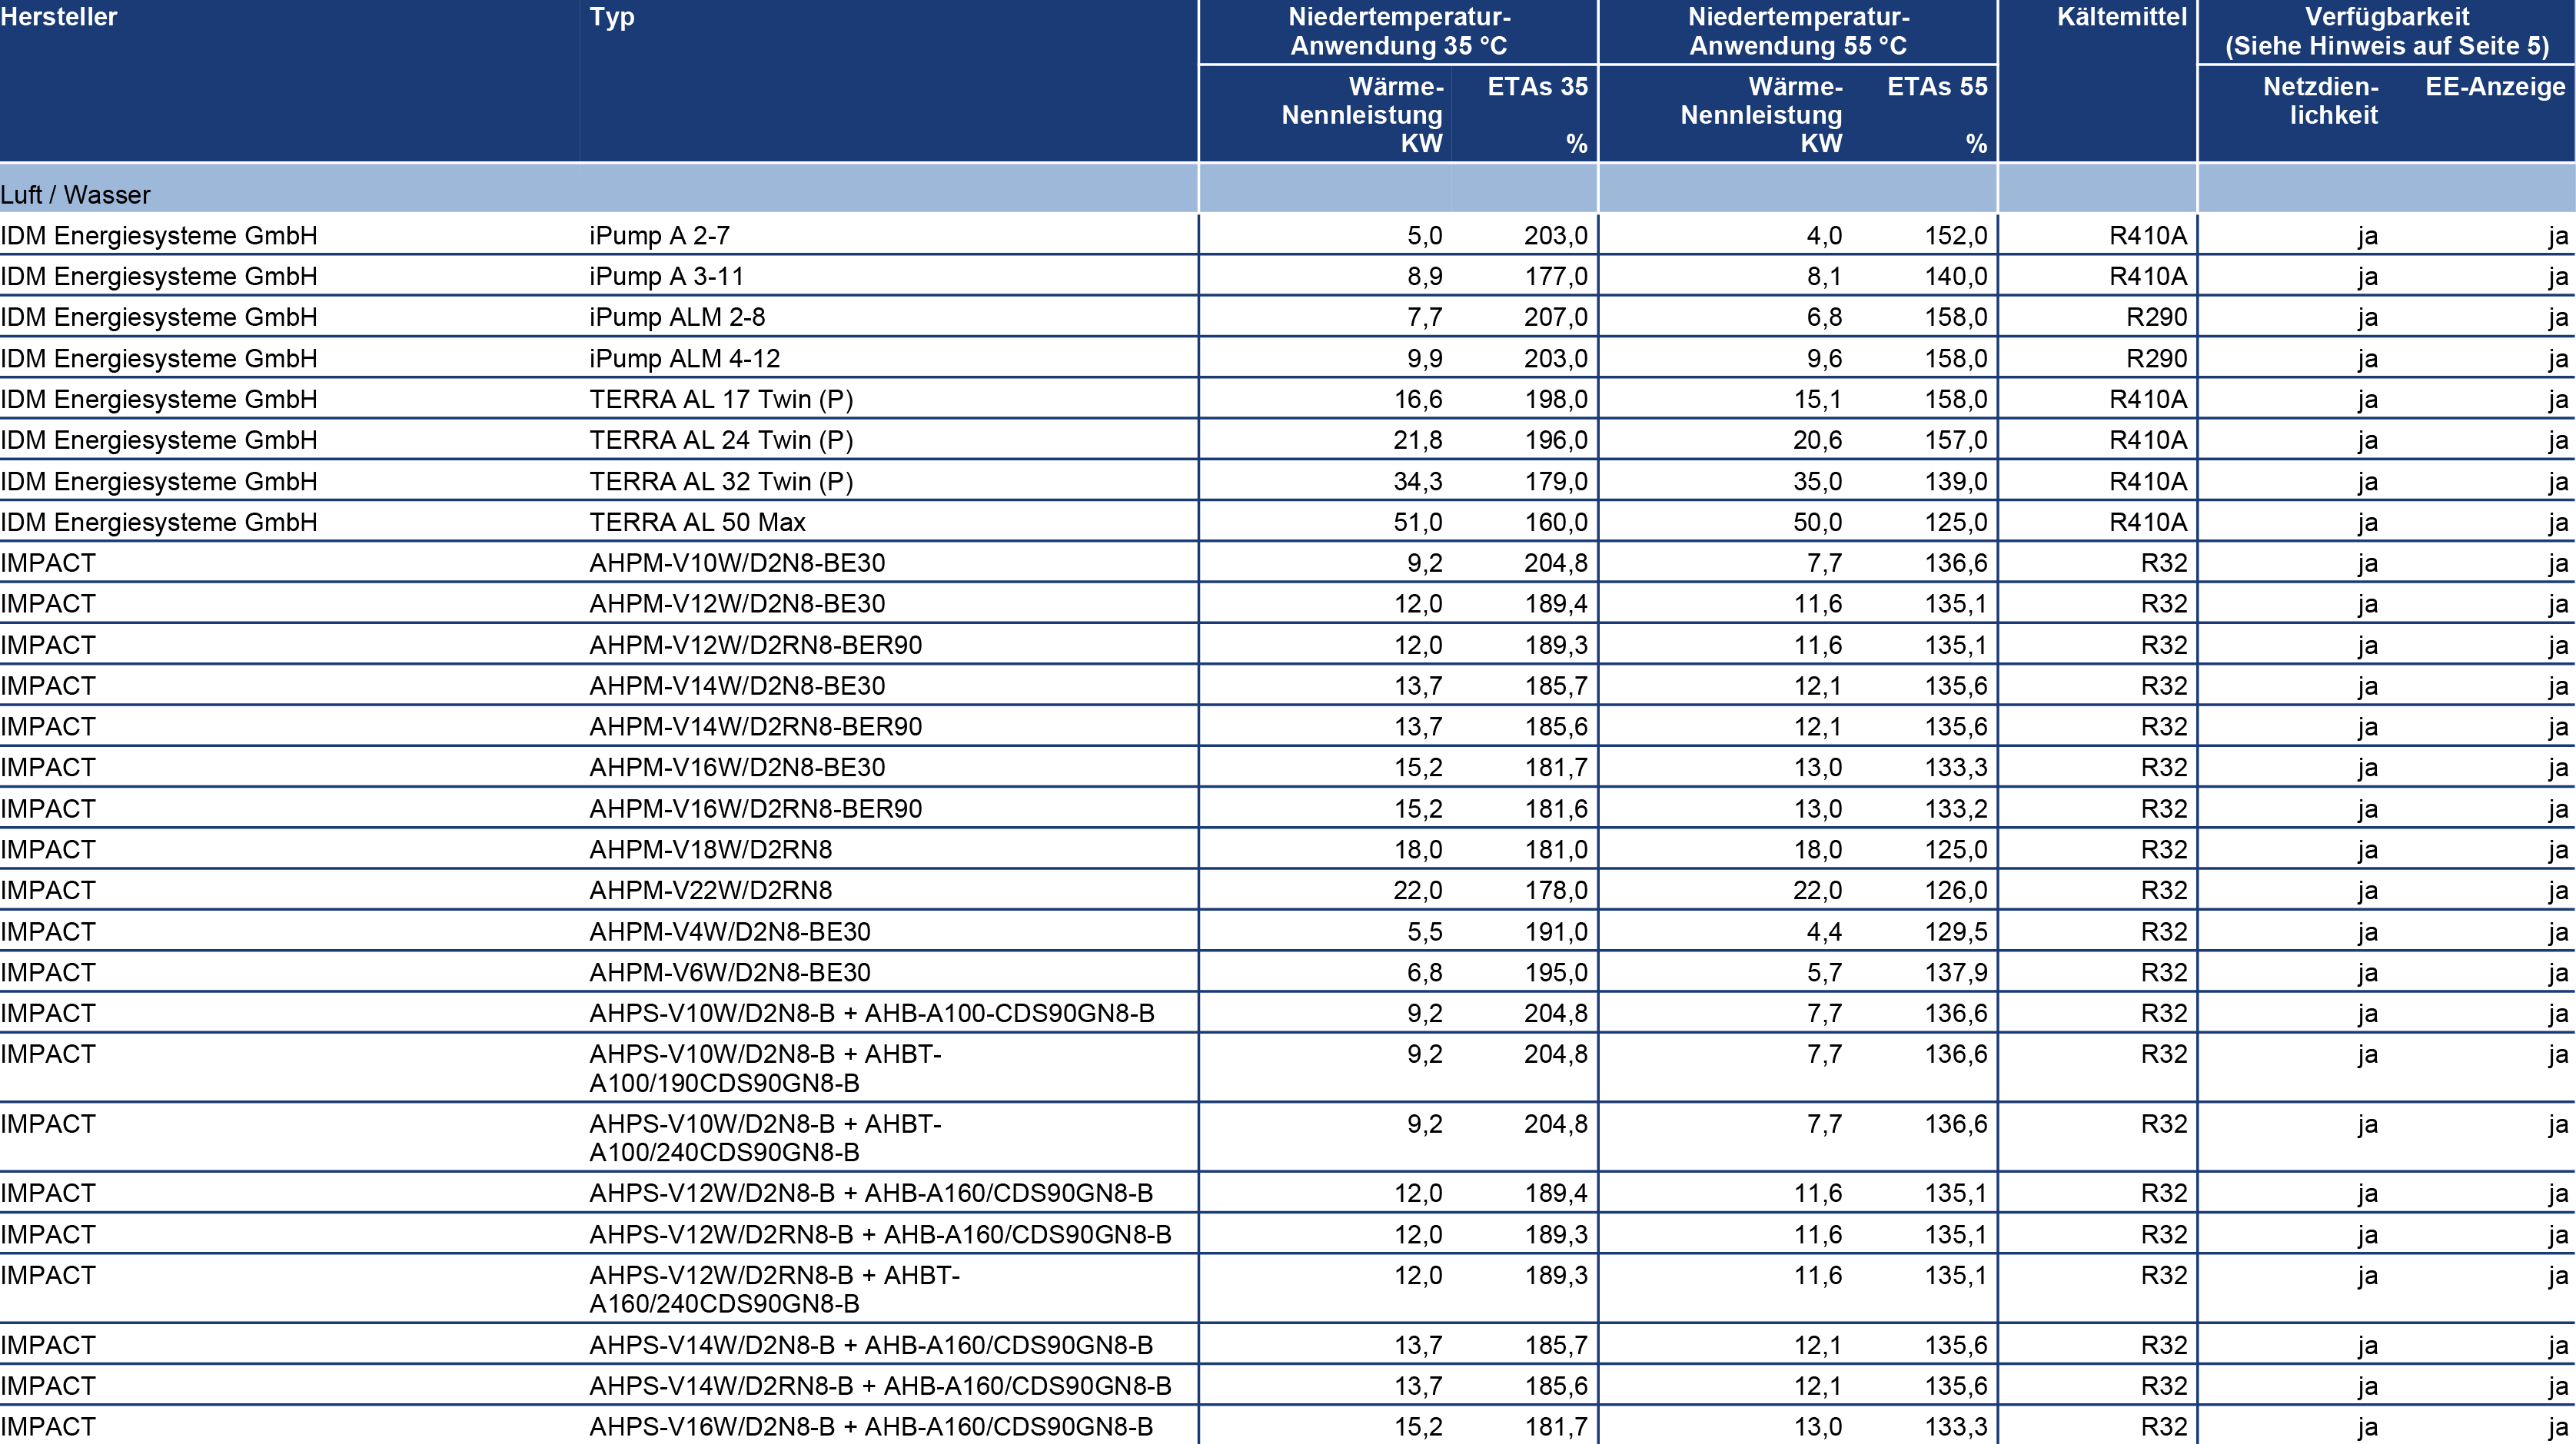 Hersteller Typ Niedertemperatur- Niedertemperatur- Kältemittel Verfügbarkeit
Anwendung 35 °C Anwendung 55 °C (Siehe Hinweis auf Seite 5)
Wärme- ETAs 35 Wärme- ETAs 55 Netzdien- EE-Anzeige
Nennleistung Nennleistung lichkeit
KW % KW %
Luft / Wasser
IDM Energiesysteme GmbH iPump A 2-7 5,0 203,0 4,0 152,0 R410A ja ja
IDM Energiesysteme GmbH iPump A 3-11 8,9 177,0 8,1 140,0 R410A ja ja
IDM Energiesysteme GmbH iPump ALM 2-8 7,7 207,0 6,8 158,0 R290 ja ja
IDM Energiesysteme GmbH iPump ALM 4-12 9,9 203,0 9,6 158,0 R290 ja ja
IDM Energiesysteme GmbH TERRA AL 17 Twin (P) 16,6 198,0 15,1 158,0 R410A ja ja
IDM Energiesysteme GmbH TERRA AL 24 Twin (P) 21,8 196,0 20,6 157,0 R410A ja ja
IDM Energiesysteme GmbH TERRA AL 32 Twin (P) 34,3 179,0 35,0 139,0 R410A ja ja
IDM Energiesysteme GmbH TERRA AL 50 Max 51,0 160,0 50,0 125,0 R410A ja ja
IMPACT AHPM-V10W/D2N8-BE30 9,2 204,8 7,7 136,6 R32 ja ja
IMPACT AHPM-V12W/D2N8-BE30 12,0 189,4 11,6 135,1 R32 ja ja
IMPACT AHPM-V12W/D2RN8-BER90 12,0 189,3 11,6 135,1 R32 ja ja
IMPACT AHPM-V14W/D2N8-BE30 13,7 185,7 12,1 135,6 R32 ja ja
IMPACT AHPM-V14W/D2RN8-BER90 13,7 185,6 12,1 135,6 R32 ja ja
IMPACT AHPM-V16W/D2N8-BE30 15,2 181,7 13,0 133,3 R32 ja ja
IMPACT AHPM-V16W/D2RN8-BER90 15,2 181,6 13,0 133,2 R32 ja ja
IMPACT AHPM-V18W/D2RN8 18,0 181,0 18,0 125,0 R32 ja ja
IMPACT AHPM-V22W/D2RN8 22,0 178,0 22,0 126,0 R32 ja ja
IMPACT AHPM-V4W/D2N8-BE30 5,5 191,0 4,4 129,5 R32 ja ja
IMPACT AHPM-V6W/D2N8-BE30 6,8 195,0 5,7 137,9 R32 ja ja
IMPACT AHPS-V10W/D2N8-B + AHB-A100-CDS90GN8-B 9,2 204,8 7,7 136,6 R32 ja ja
IMPACT AHPS-V10W/D2N8-B + AHBT- 9,2 204,8 7,7 136,6 R32 ja ja
A100/190CDS90GN8-B
IMPACT AHPS-V10W/D2N8-B + AHBT- 9,2 204,8 7,7 136,6 R32 ja ja
A100/240CDS90GN8-B
IMPACT AHPS-V12W/D2N8-B + AHB-A160/CDS90GN8-B 12,0 189,4 11,6 135,1 R32 ja ja
IMPACT AHPS-V12W/D2RN8-B + AHB-A160/CDS90GN8-B 12,0 189,3 11,6 135,1 R32 ja ja
IMPACT AHPS-V12W/D2RN8-B + AHBT- 12,0 189,3 11,6 135,1 R32 ja ja
A160/240CDS90GN8-B
IMPACT AHPS-V14W/D2N8-B + AHB-A160/CDS90GN8-B 13,7 185,7 12,1 135,6 R32 ja ja
IMPACT AHPS-V14W/D2RN8-B + AHB-A160/CDS90GN8-B 13,7 185,6 12,1 135,6 R32 ja ja
IMPACT AHPS-V16W/D2N8-B + AHB-A160/CDS90GN8-B 15,2 181,7 13,0 133,3 R32 ja ja